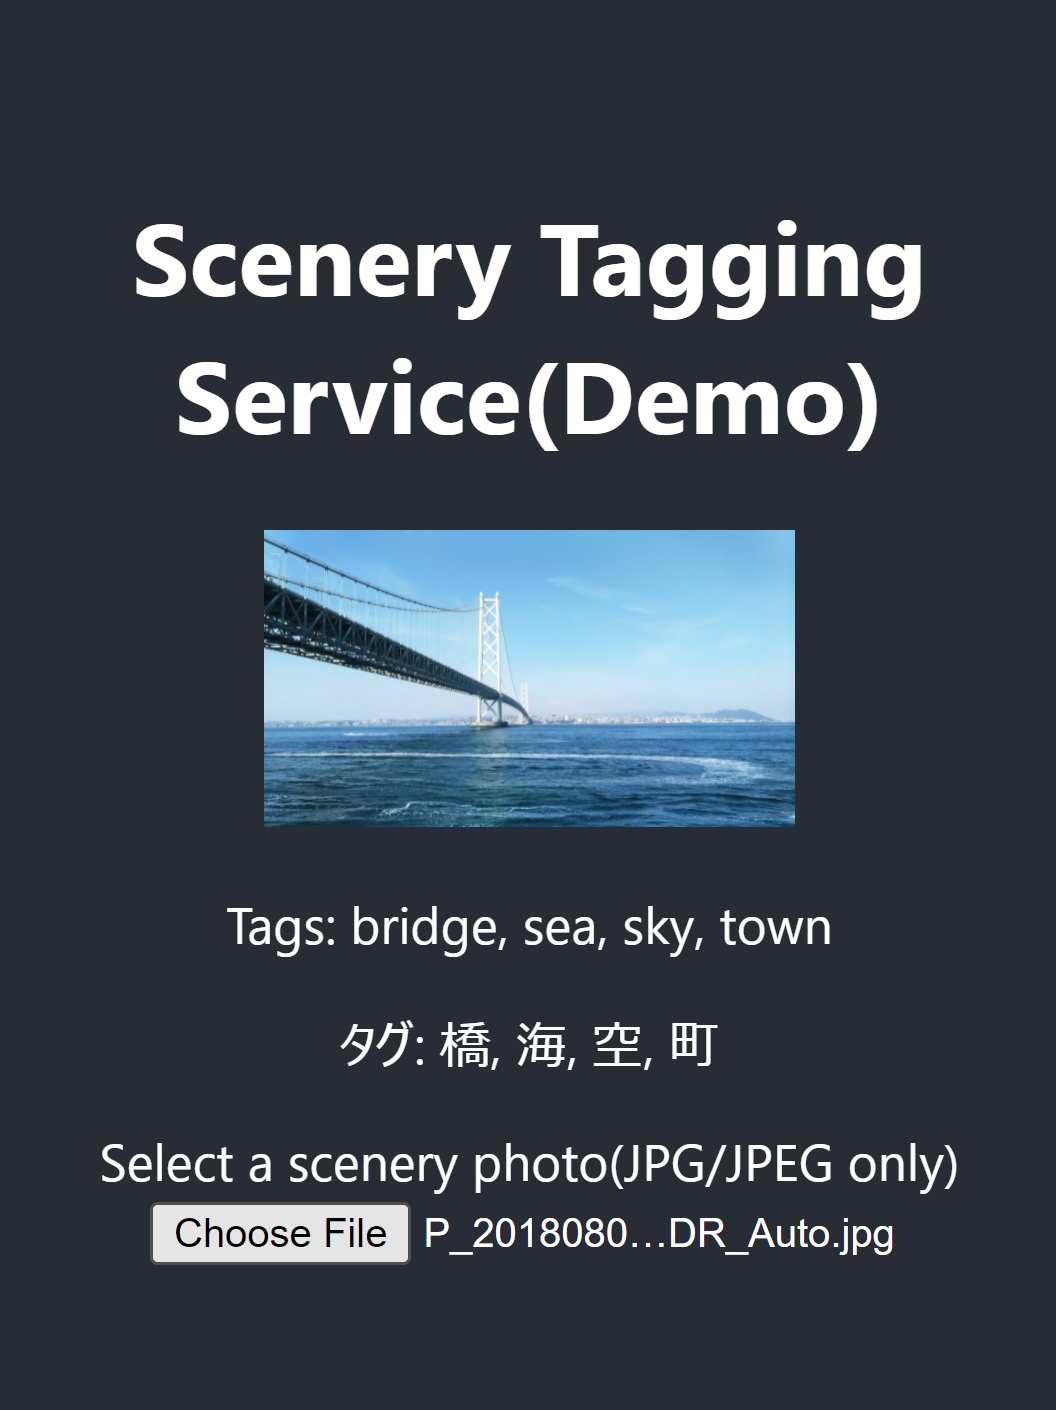 Scenery Tagging
Service(Demo)
Tags: bridge, sea, sky, town
タグ: 橋, 海, 空, 町
Select a scenery photo(JPG/JPEG only)
Choose File P_2018080…DR_Auto.jpg